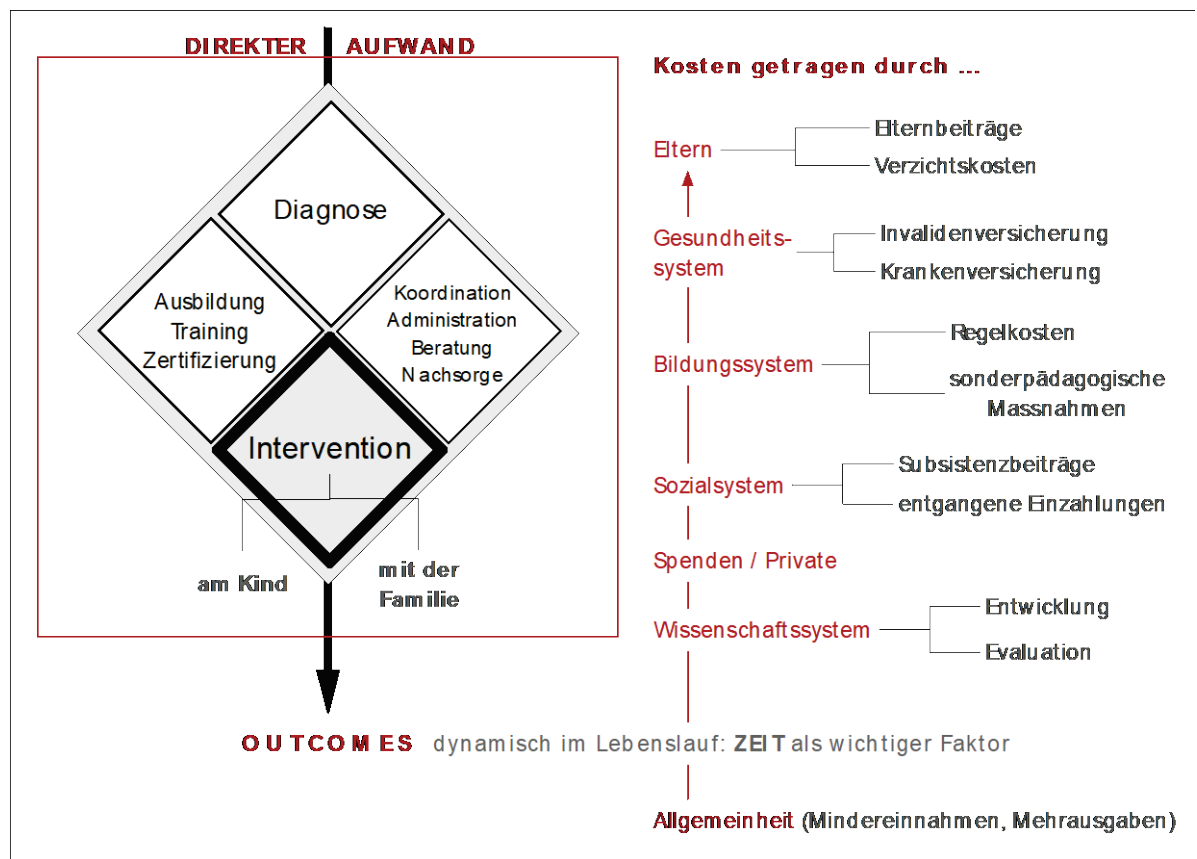 DIREKTER AUFWAND
Diagnose
Ausbildung
Training
Zertifizierung
Koordination
Administration
Beratung
Nachsorge
Intervention
am Kind
mit der
Familie
Kosten getragen durch ...
Eltern
Elternbeiträge
Verzichtskosten
Gesundheits-
system
Invalidenversicherung
Krankenversicherung
Bildungssystem
Regelkosten
sonderpädagogische
Massnahmen
Sozialsystem
Subsistenzbeiträge
entgangene Einzahlungen
Spenden / Private
Wissenschaftssystem
Entwicklung
Evaluation
OUTCOMES dynamisch im Lebenslauf: ZEIT als wichtiger Faktor
Allgemeinheit (Mindereinnahmen, Mehrausgaben)